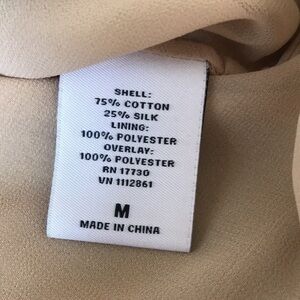 SHELL:
75% COTTON
25% SILK
LINING:
100% POLYESTER
OVERLAY:
100% POLYESTER
RN 17730
VN 1112861
M
MADE IN CHINA